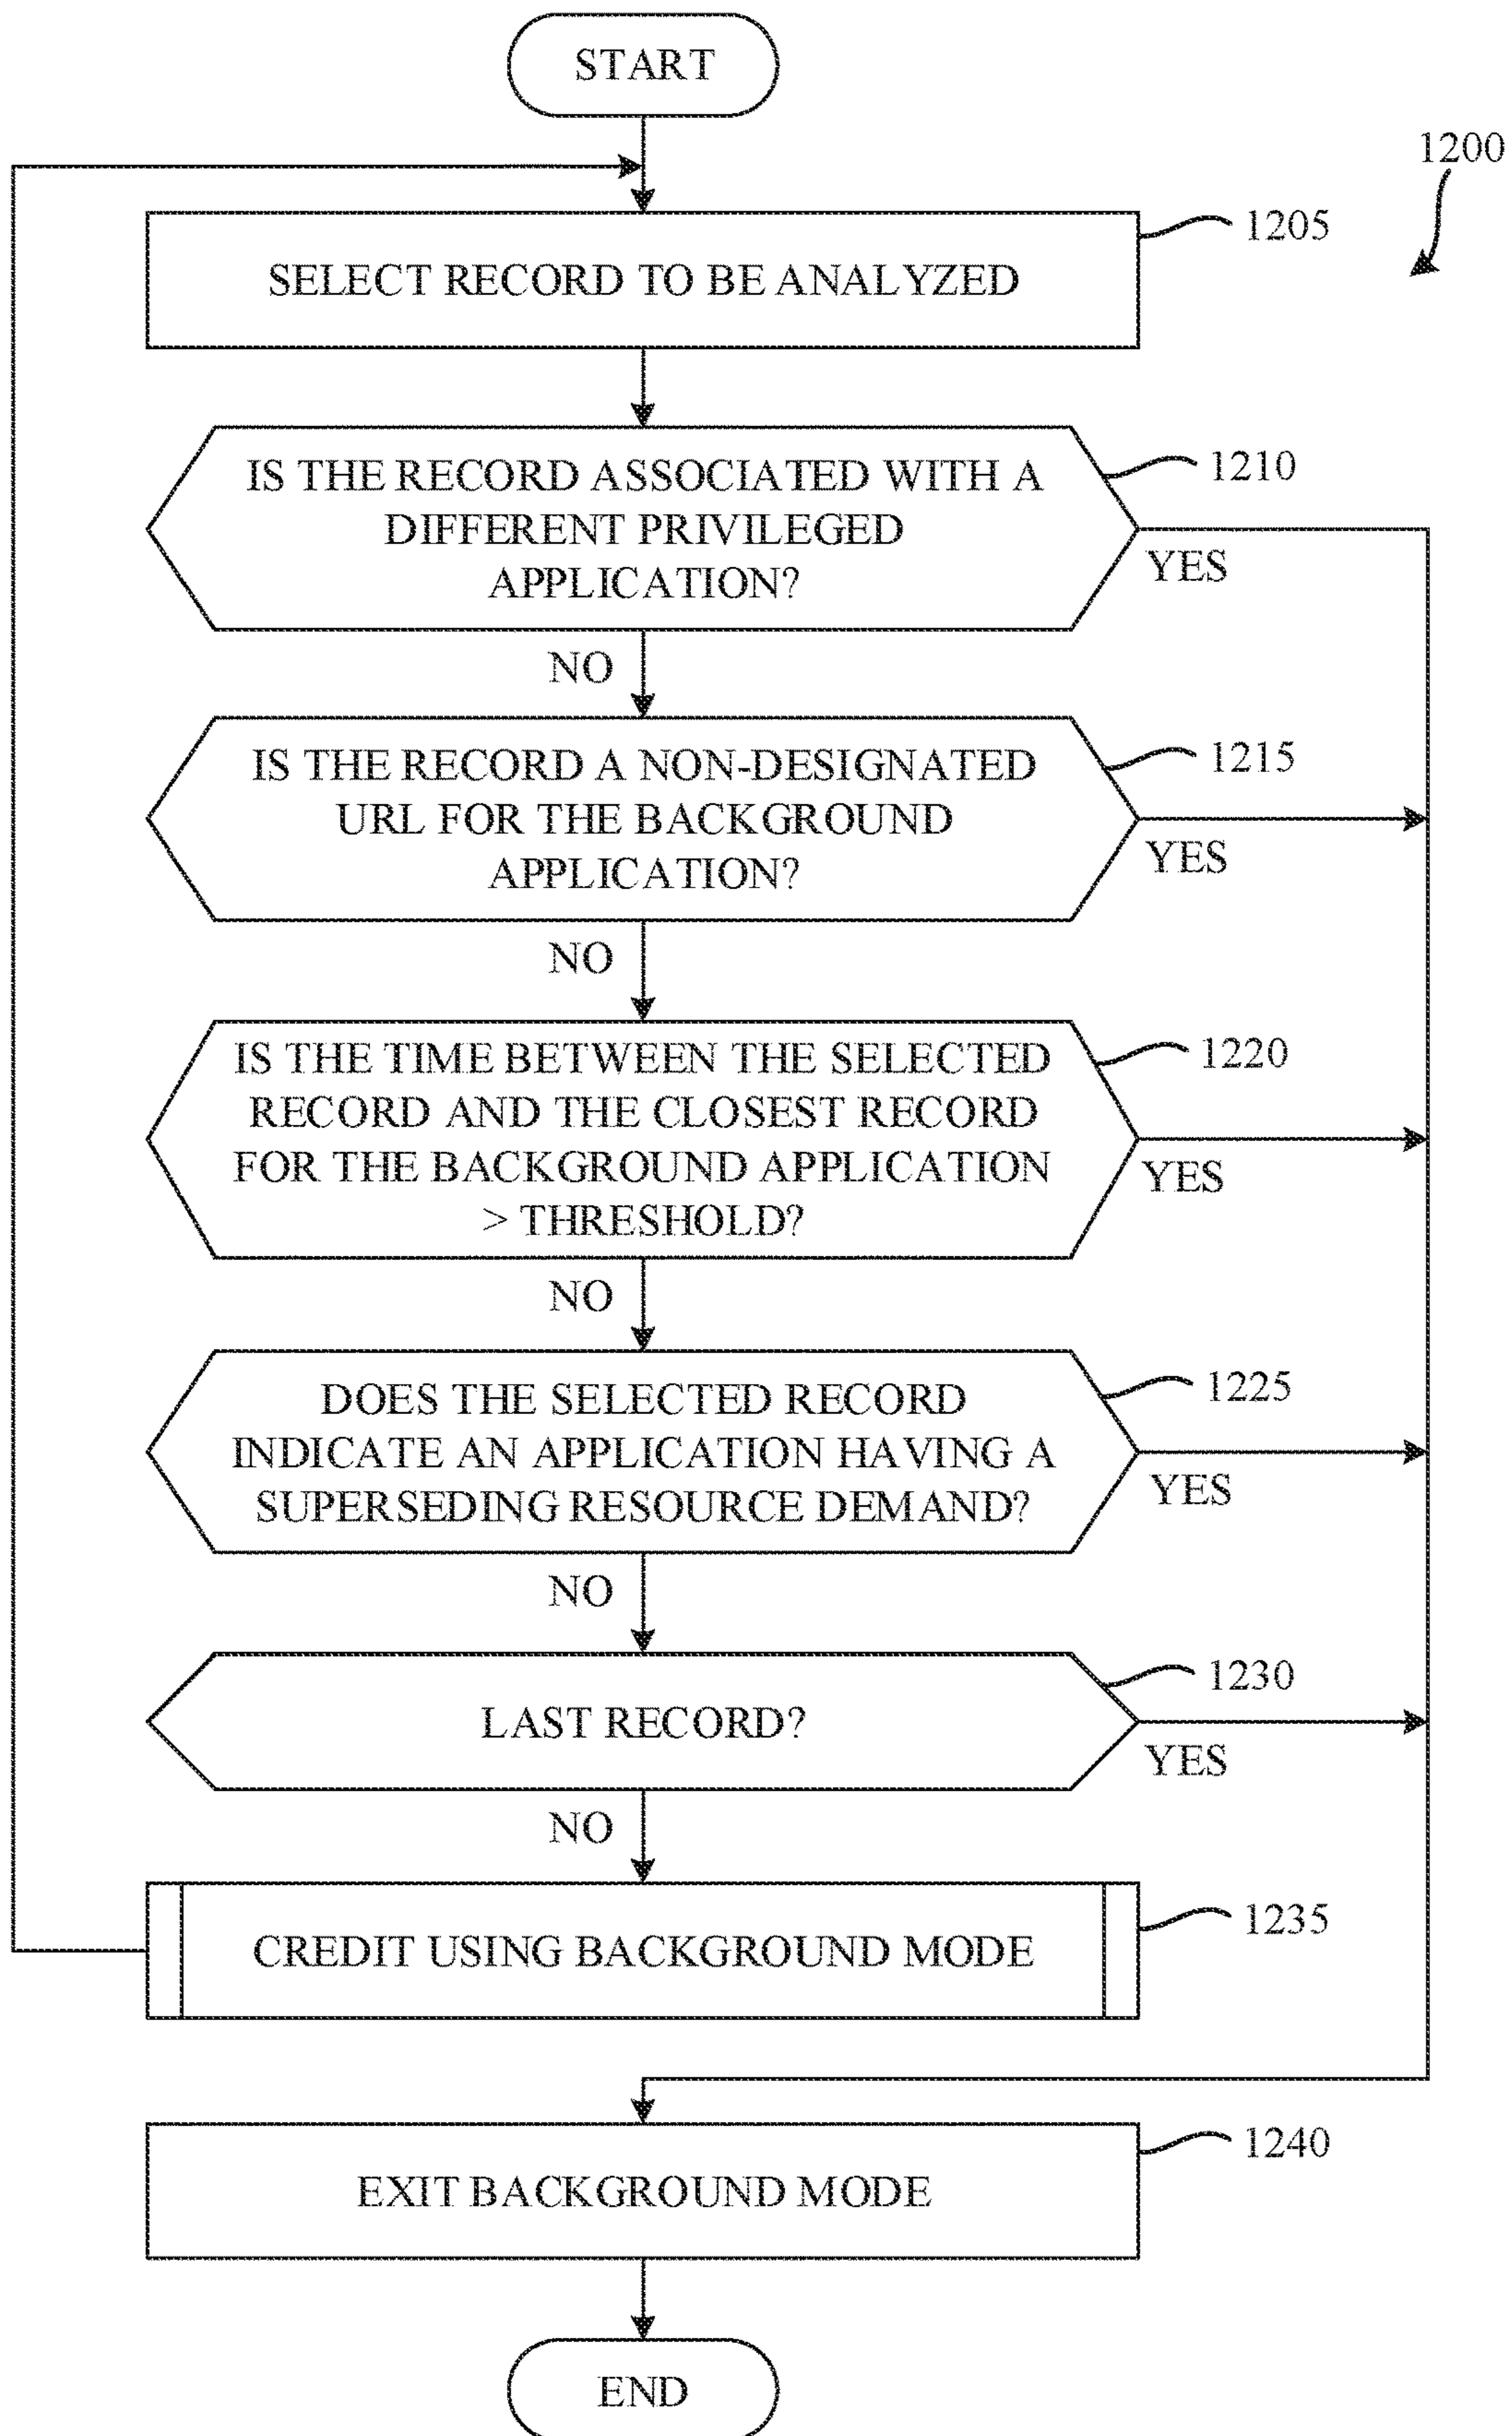 START
1200
1205
SELECT RECORD TO BE ANALYZED
IS THE RECORD ASSOCIATED WITH A
DIFFERENT PRIVILEGED
APPLICATION?
1210
YES
NO
IS THE RECORD A NON-DESIGNATED
URL FOR THE BACKGROUND
APPLICATION?
1215
YES
NO
IS THE TIME BETWEEN THE SELECTED
RECORD AND THE CLOSEST RECORD
FOR THE BACKGROUND APPLICATION
> THRESHOLD?
1220
YES
NO
DOES THE SELECTED RECORD
INDICATE AN APPLICATION HAVING A
SUPERSEDING RESOURCE DEMAND?
1225
YES
NO
LAST RECORD?
1230
YES
NO
CREDIT USING BACKGROUND MODE
1235
EXIT BACKGROUND MODE
1240
END